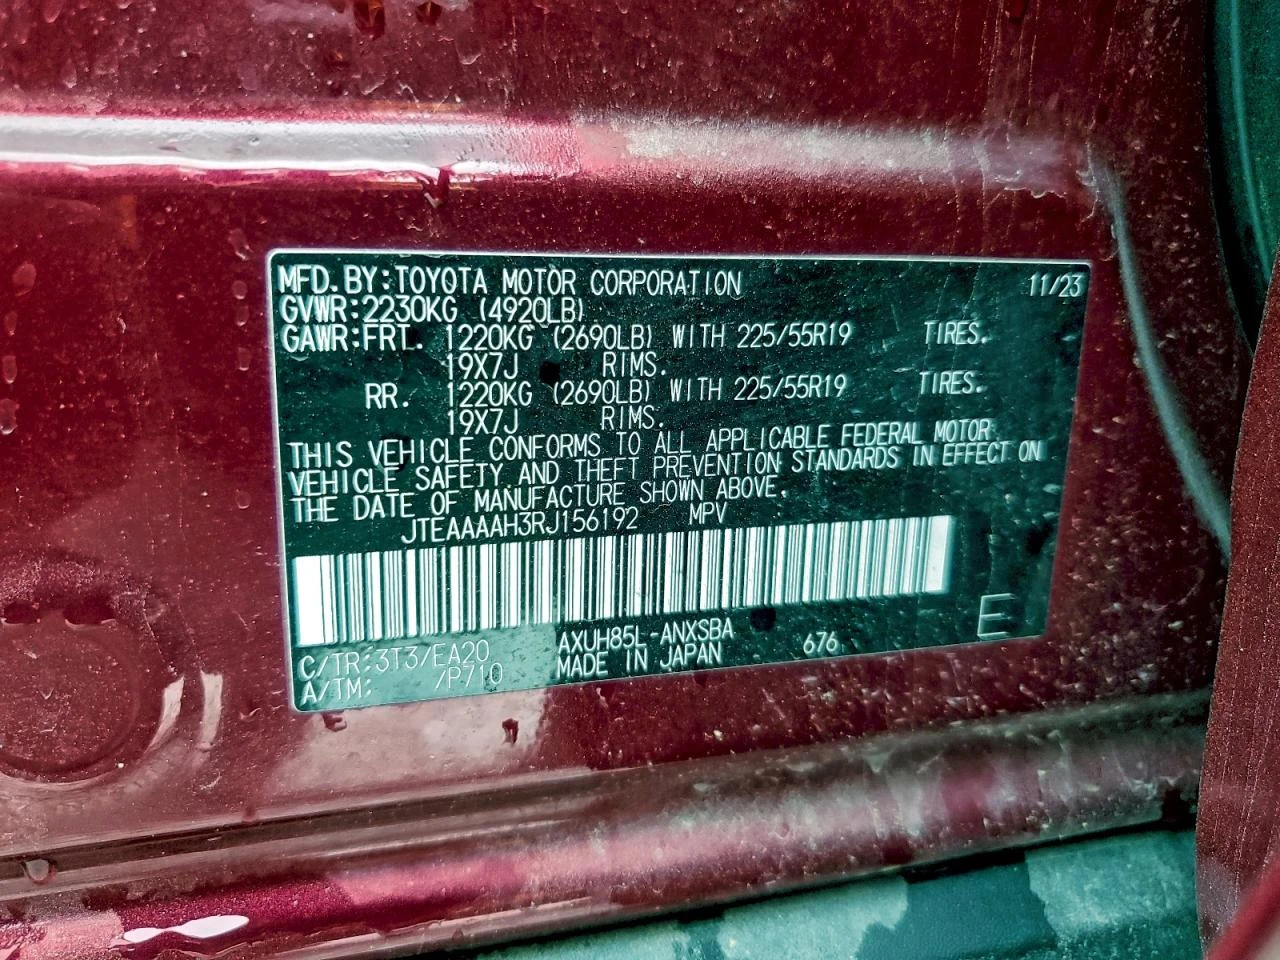 MFD. BY: TOYOTA MOTOR CORPORATION 11/23
GVWR: 2230KG (4920LB)
GAWR: FRT. 1220KG (2690LB) WITH 225/55R19 TIRES.
19X7J RIMS.
RR. 1220KG (2690LB) WITH 225/55R19 TIRES.
19X7J RIMS.
THIS VEHICLE CONFORMS TO ALL APPLICABLE FEDERAL MOTOR
VEHICLE SAFETY AND THEFT PREVENTION STANDARDS IN EFFECT ON
THE DATE OF MANUFACTURE SHOWN ABOVE.
JTEAAAAH3RJ156192 MPV
C/TR: 3T3/EA20 AXUH85L-ANXSBA 676 E
A/TM: /P710 MADE IN JAPAN